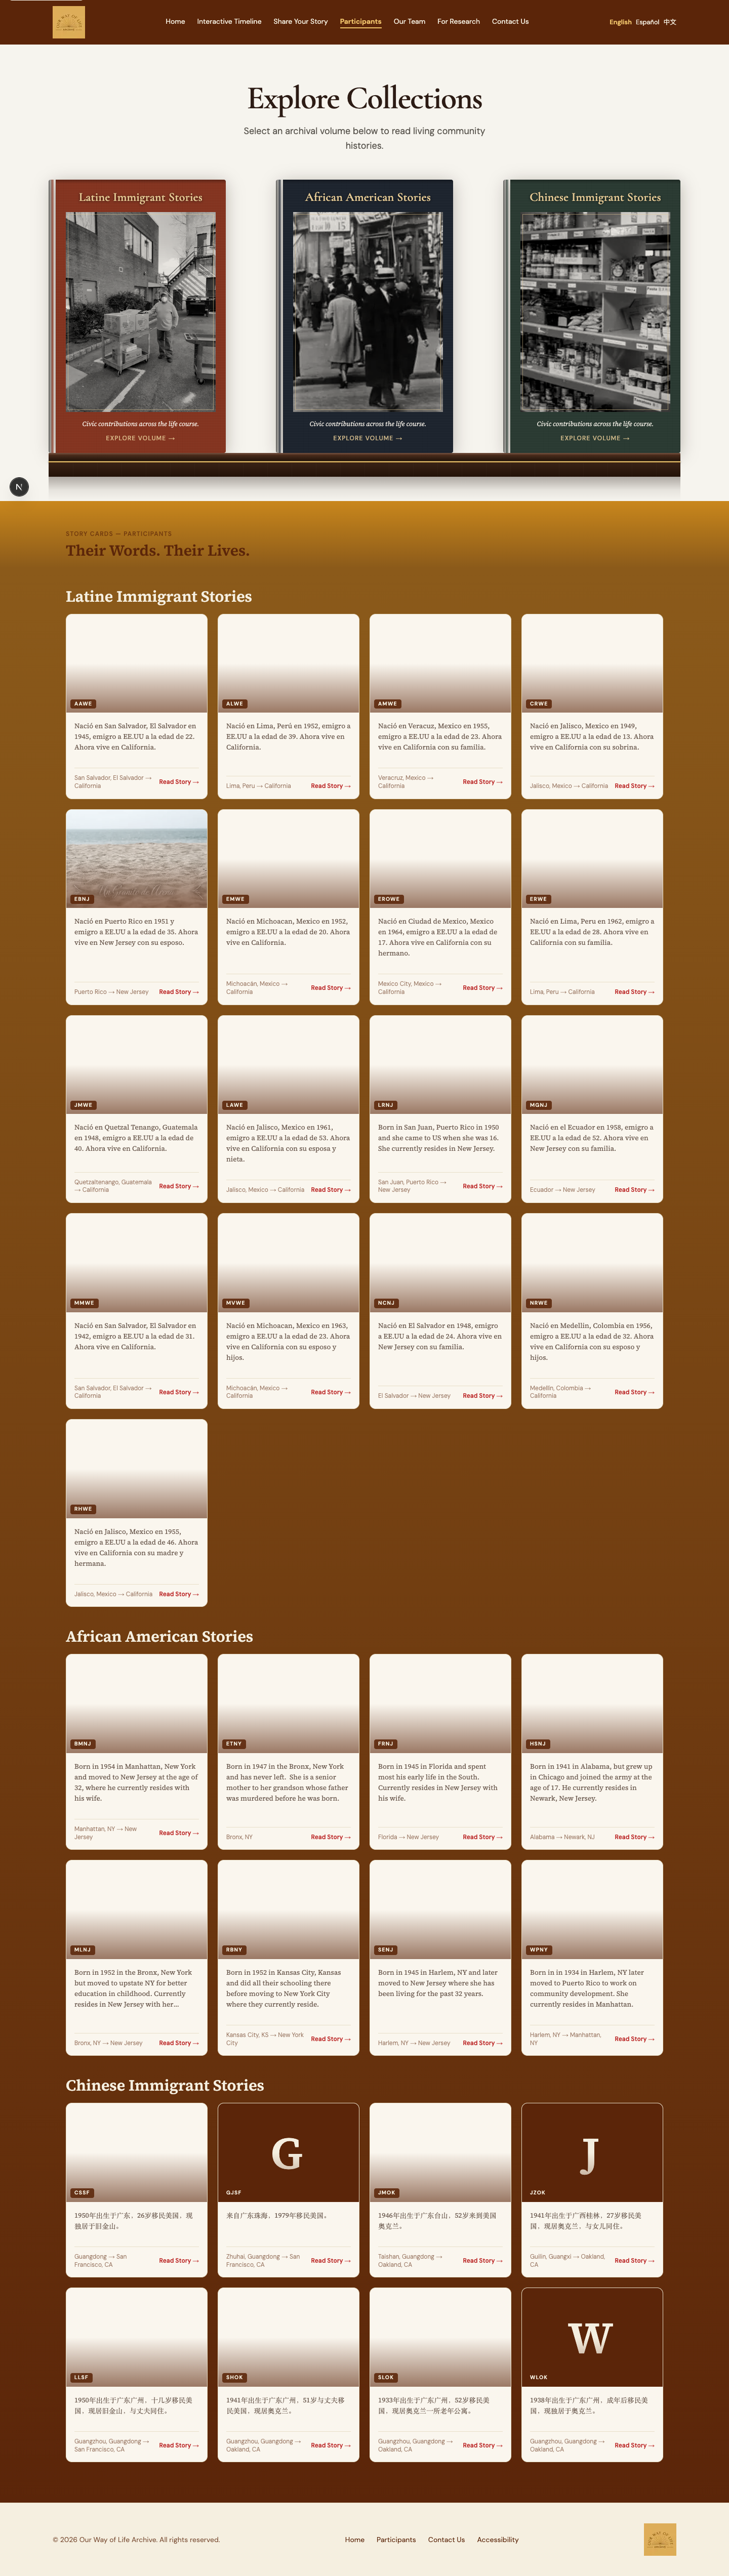 Home Interactive Timeline Share Your Story Participants Our Team For Research Contact Us
English Español 中文
Explore Collections
Select an archival volume below to read living community
histories.
Latine Immigrant Stories
Civic contributions across the life course.
EXPLORE VOLUME →
African American Stories
Civic contributions across the life course.
EXPLORE VOLUME →
Chinese Immigrant Stories
Civic contributions across the life course.
EXPLORE VOLUME →
N
STORY CARDS — PARTICIPANTS
Their Words. Their Lives.
Latine Immigrant Stories
AAWE
Nació en San Salvador, El Salvador en
1945, emigro a EE.UU a la edad de 22.
Ahora vive en California.
San Salvador, El Salvador →
California
Read Story →
ALWE
Nació en Lima, Perú en 1952, emigro a
EE.UU a la edad de 39. Ahora vive en
California.
Lima, Peru → California
Read Story →
AMWE
Nació en Veracuz, Mexico en 1955,
emigro a EE.UU a la edad de 23. Ahora
vive en California con su familia.
Veracruz, Mexico →
California
Read Story →
CRWE
Nació en Jalisco, Mexico en 1949,
emigro a EE.UU a la edad de 13. Ahora
vive en California con su sobrina.
Jalisco, Mexico → California
Read Story →
EBNJ
Nació en Puerto Rico en 1951 y
emigro a EE.UU a la edad de 35. Ahora
vive en New Jersey con su esposo.
Puerto Rico → New Jersey
Read Story →
EMWE
Nació en Michoacan, Mexico en 1952,
emigro a EE.UU a la edad de 20. Ahora
vive en California.
Michoacán, Mexico →
California
Read Story →
EROWE
Nació en Ciudad de Mexico, Mexico
en 1964, emigro a EE.UU a la edad de
17. Ahora vive en California con su
hermano.
Mexico City, Mexico →
California
Read Story →
ERWE
Nació en Lima, Peru en 1962, emigro a
EE.UU a la edad de 28. Ahora vive en
California con su familia.
Lima, Peru → California
Read Story →
JMWE
Nació en Quetzal Tenango, Guatemala
en 1948, emigro a EE.UU a la edad de
40. Ahora vive en California.
Quetzaltenango, Guatemala
→ California
Read Story →
LAWE
Nació en Jalisco, Mexico en 1961,
emigro a EE.UU a la edad de 53. Ahora
vive en California con su esposa y
nieta.
Jalisco, Mexico → California
Read Story →
LRNJ
Born in San Juan, Puerto Rico in 1950
and she came to US when she was 16.
She currently resides in New Jersey.
San Juan, Puerto Rico →
New Jersey
Read Story →
MGNJ
Nació en el Ecuador en 1958, emigro a
EE.UU a la edad de 52. Ahora vive en
New Jersey con su familia.
Ecuador → New Jersey
Read Story →
MMWE
Nació en San Salvador, El Salvador en
1942, emigro a EE.UU a la edad de 31.
Ahora vive en California.
San Salvador, El Salvador →
California
Read Story →
MVWE
Nació en Michoacan, Mexico en 1963,
emigro a EE.UU a la edad de 23. Ahora
vive en California con su esposo y
hijos.
Michoacán, Mexico →
California
Read Story →
NCNJ
Nació en El Salvador en 1948, emigro
a EE.UU a la edad de 24. Ahora vive en
New Jersey con su familia.
El Salvador → New Jersey
Read Story →
NRWE
Nació en Medellin, Colombia en 1956,
emigro a EE.UU a la edad de 32. Ahora
vive en California con su esposo y
hijos.
Medellín, Colombia →
California
Read Story →
RHWE
Nació en Jalisco, Mexico en 1955,
emigro a EE.UU a la edad de 46. Ahora
vive en California con su madre y
hermana.
Jalisco, Mexico → California
Read Story →
African American Stories
BMNJ
Born in 1954 in Manhattan, New York
and moved to New Jersey at the age of
32, where he currently resides with
his wife.
Manhattan, NY → New
Jersey
Read Story →
ETNY
Born in 1947 in the Bronx, New York
and has never left. She is a senior
mother to her grandson whose father
was murdered before he was born.
Bronx, NY
Read Story →
FRNJ
Born in 1945 in Florida and spent
most his early life in the South.
Currently resides in New Jersey with
his wife.
Florida → New Jersey
Read Story →
HSNJ
Born in 1941 in Alabama, but grew up
in Chicago and joined the army at the
age of 17. He currently resides in
Newark, New Jersey.
Alabama → Newark, NJ
Read Story →
MLNJ
Born in 1952 in the Bronx, New York
but moved to upstate NY for better
education in childhood. Currently
resides in New Jersey with her...
Bronx, NY → New Jersey
Read Story →
RBNY
Born in 1952 in Kansas City, Kansas
and did all their schooling there
before moving to New York City
where they currently reside.
Kansas City, KS → New York
City
Read Story →
SENJ
Born in 1945 in Harlem, NY and later
moved to New Jersey where she has
been living for the past 32 years.
Harlem, NY → New Jersey
Read Story →
WPNY
Born in in 1934 in Harlem, NY later
moved to Puerto Rico to work on
community development. She
currently resides in Manhattan.
Harlem, NY → Manhattan,
NY
Read Story →
Chinese Immigrant Stories
CSSF
1950年出生于广东．26岁移民美国．现
独居于旧金山。
Guangdong → San
Francisco, CA
Read Story →
G
GJSF
来自广东珠海．1979年移民美国。
Zhuhai, Guangdong → San
Francisco, CA
Read Story →
JMOK
1946年出生于广东台山．52岁来到美国
奥克兰。
Taishan, Guangdong →
Oakland, CA
Read Story →
J
JZOK
1941年出生于广西桂林．27岁移民美
国．现居奥克兰．与女儿同住。
Guilin, Guangxi → Oakland,
CA
Read Story →
LLSF
1950年出生于广东广州．十几岁移民美
国．现居旧金山．与丈夫同住。
Guangzhou, Guangdong →
San Francisco, CA
Read Story →
SHOK
1941年出生于广东广州．51岁与丈夫移
民美国．现居奥克兰。
Guangzhou, Guangdong →
Oakland, CA
Read Story →
SLOK
1933年出生于广东广州．52岁移民美
国．现居奥克兰一所老年公寓。
Guangzhou, Guangdong →
Oakland, CA
Read Story →
W
WLOK
1938年出生于广东广州．成年后移民美
国．现独居于奥克兰。
Guangzhou, Guangdong →
Oakland, CA
Read Story →
© 2026 Our Way of Life Archive. All rights reserved.
Home Participants Contact Us Accessibility